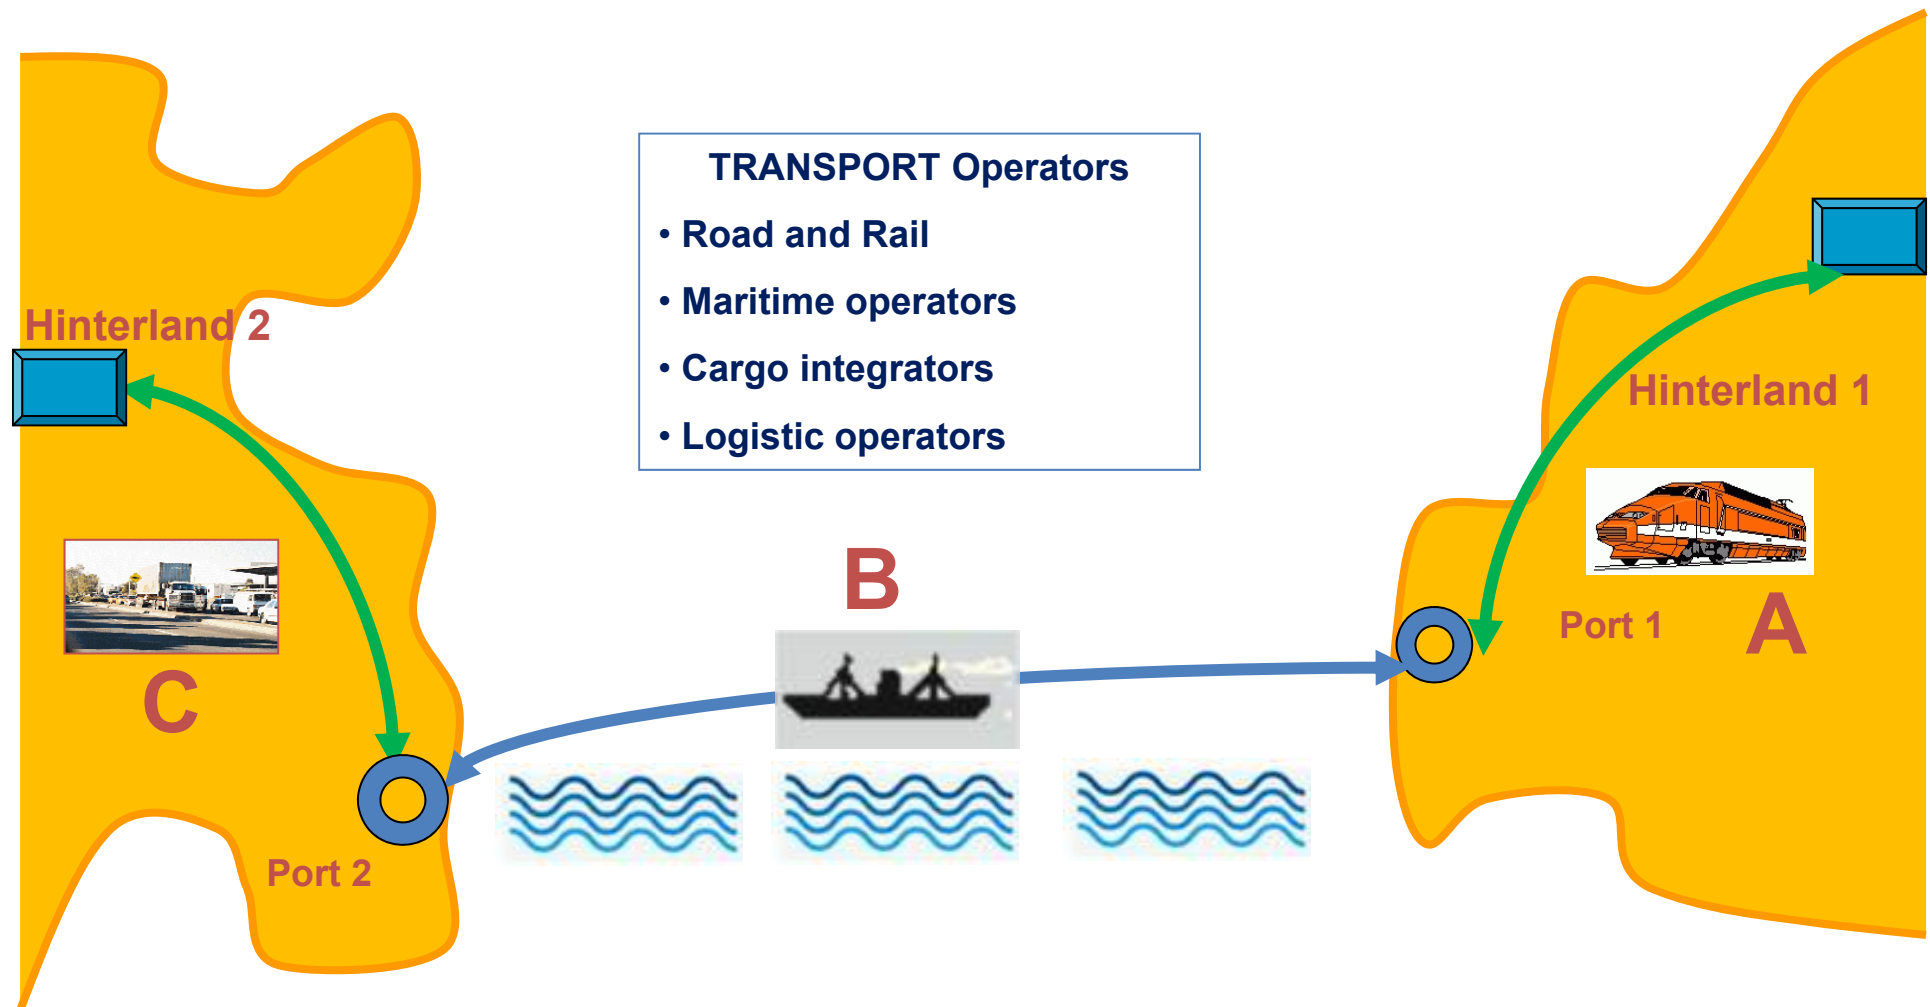 TRANSPORT Operators
• Road and Rail
• Maritime operators
• Cargo integrators
• Logistic operators
Hinterland 2
Hinterland 1
B
Port 1
A
C
Port 2